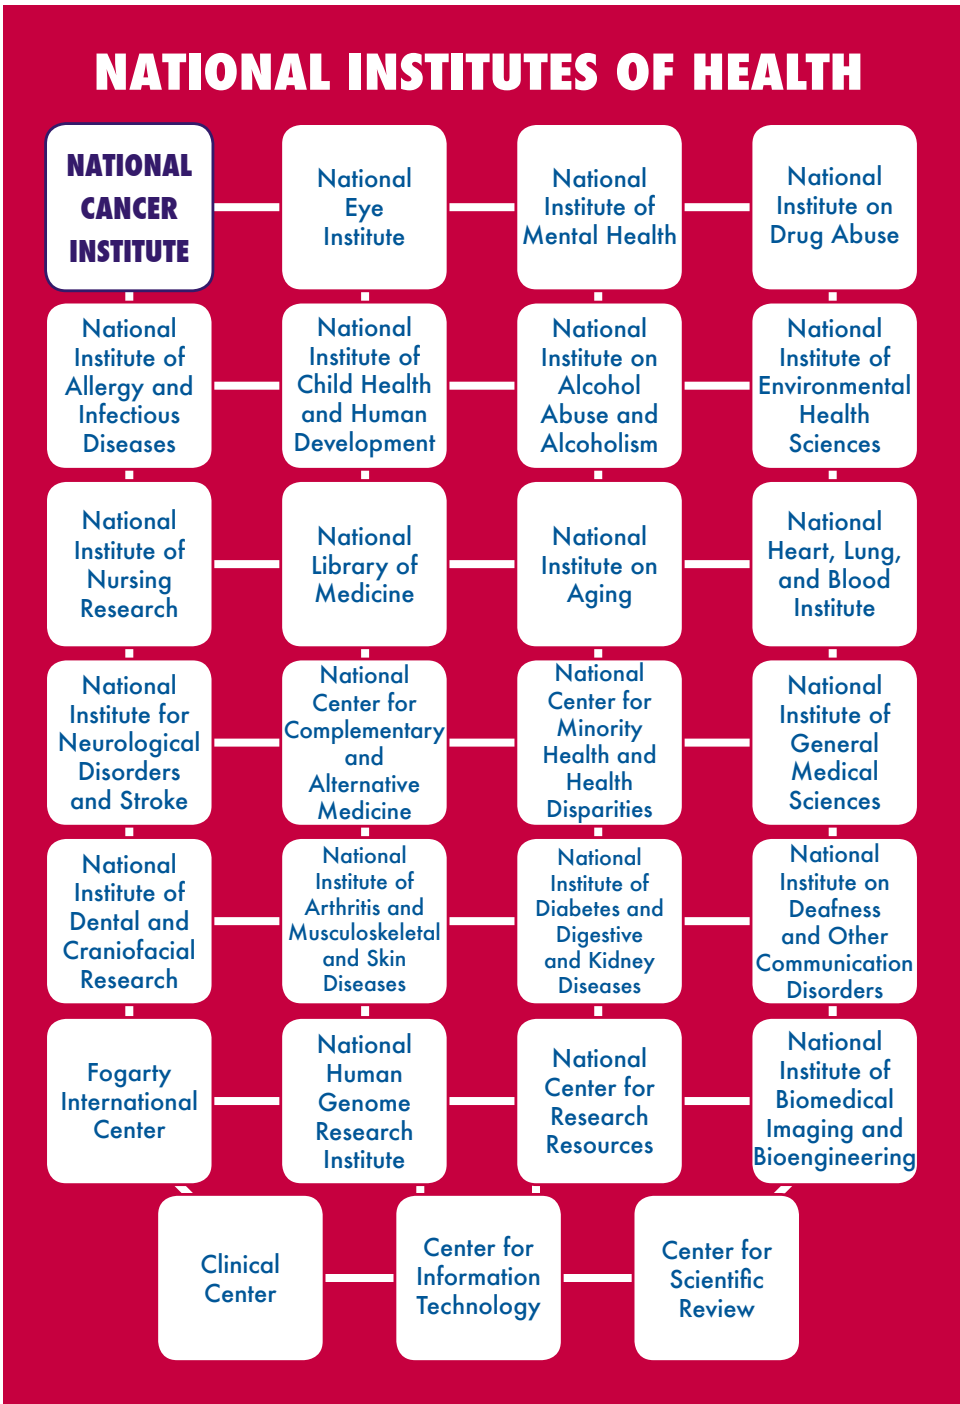 NATIONAL INSTITUTES OF HEALTH
NATIONAL
CANCER
INSTITUTE
National
Eye
Institute
National
Institute of
Mental Health
National
Institute on
Drug Abuse
National
Institute of
Allergy and
Infectious
Diseases
National
Institute of
Child Health
and Human
Development
National
Institute on
Alcohol
Abuse and
Alcoholism
National
Institute of
Environmental
Health
Sciences
National
Institute of
Nursing
Research
National
Library of
Medicine
National
Institute on
Aging
National
Heart, Lung,
and Blood
Institute
National
Institute for
Neurological
Disorders
and Stroke
National
Center for
Complementary
and
Alternative
Medicine
National
Center for
Minority
Health and
Health
Disparities
National
Institute of
General
Medical
Sciences
National
Institute of
Dental and
Craniofacial
Research
National
Institute of
Arthritis and
Musculoskeletal
and Skin
Diseases
National
Institute of
Diabetes and
Digestive
and Kidney
Diseases
National
Institute on
Deafness
and Other
Communication
Disorders
Fogarty
International
Center
National
Human
Genome
Research
Institute
National
Center for
Research
Resources
National
Institute of
Biomedical
Imaging and
Bioengineering
Clinical
Center
Center for
Information
Technology
Center for
Scientific
Review